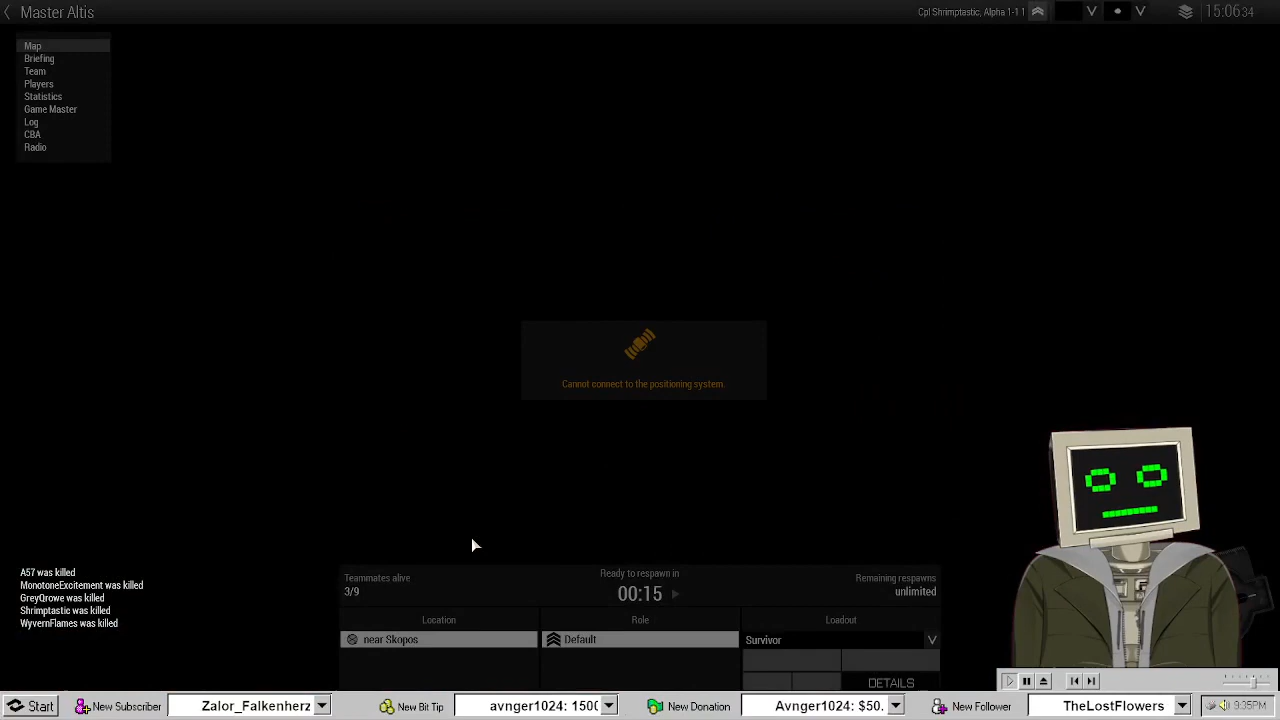 Master Altis
Cpl Shrimptastic, Alpha 1-1 1
15:06:34
Map
Briefing
Team
Players
Statistics
Game Master
Log
CBA
Radio
Cannot connect to the positioning system.
A57 was killed
MonotoneExcitement was killed
GreyQrowe was killed
Shrimptastic was killed
WyvernFlames was killed
Teammates alive
3/9
Ready to respawn in
00:15
Remaining respawns
unlimited
Location
Role
Loadout
near Skopos
Default
Survivor
DETAILS
Start
New Subscriber
Zalor_Falkenherz
New Bit Tip
avnger1024: 1500
New Donation
Avnger1024: $50.
New Follower
TheLostFlowers
9:35PM